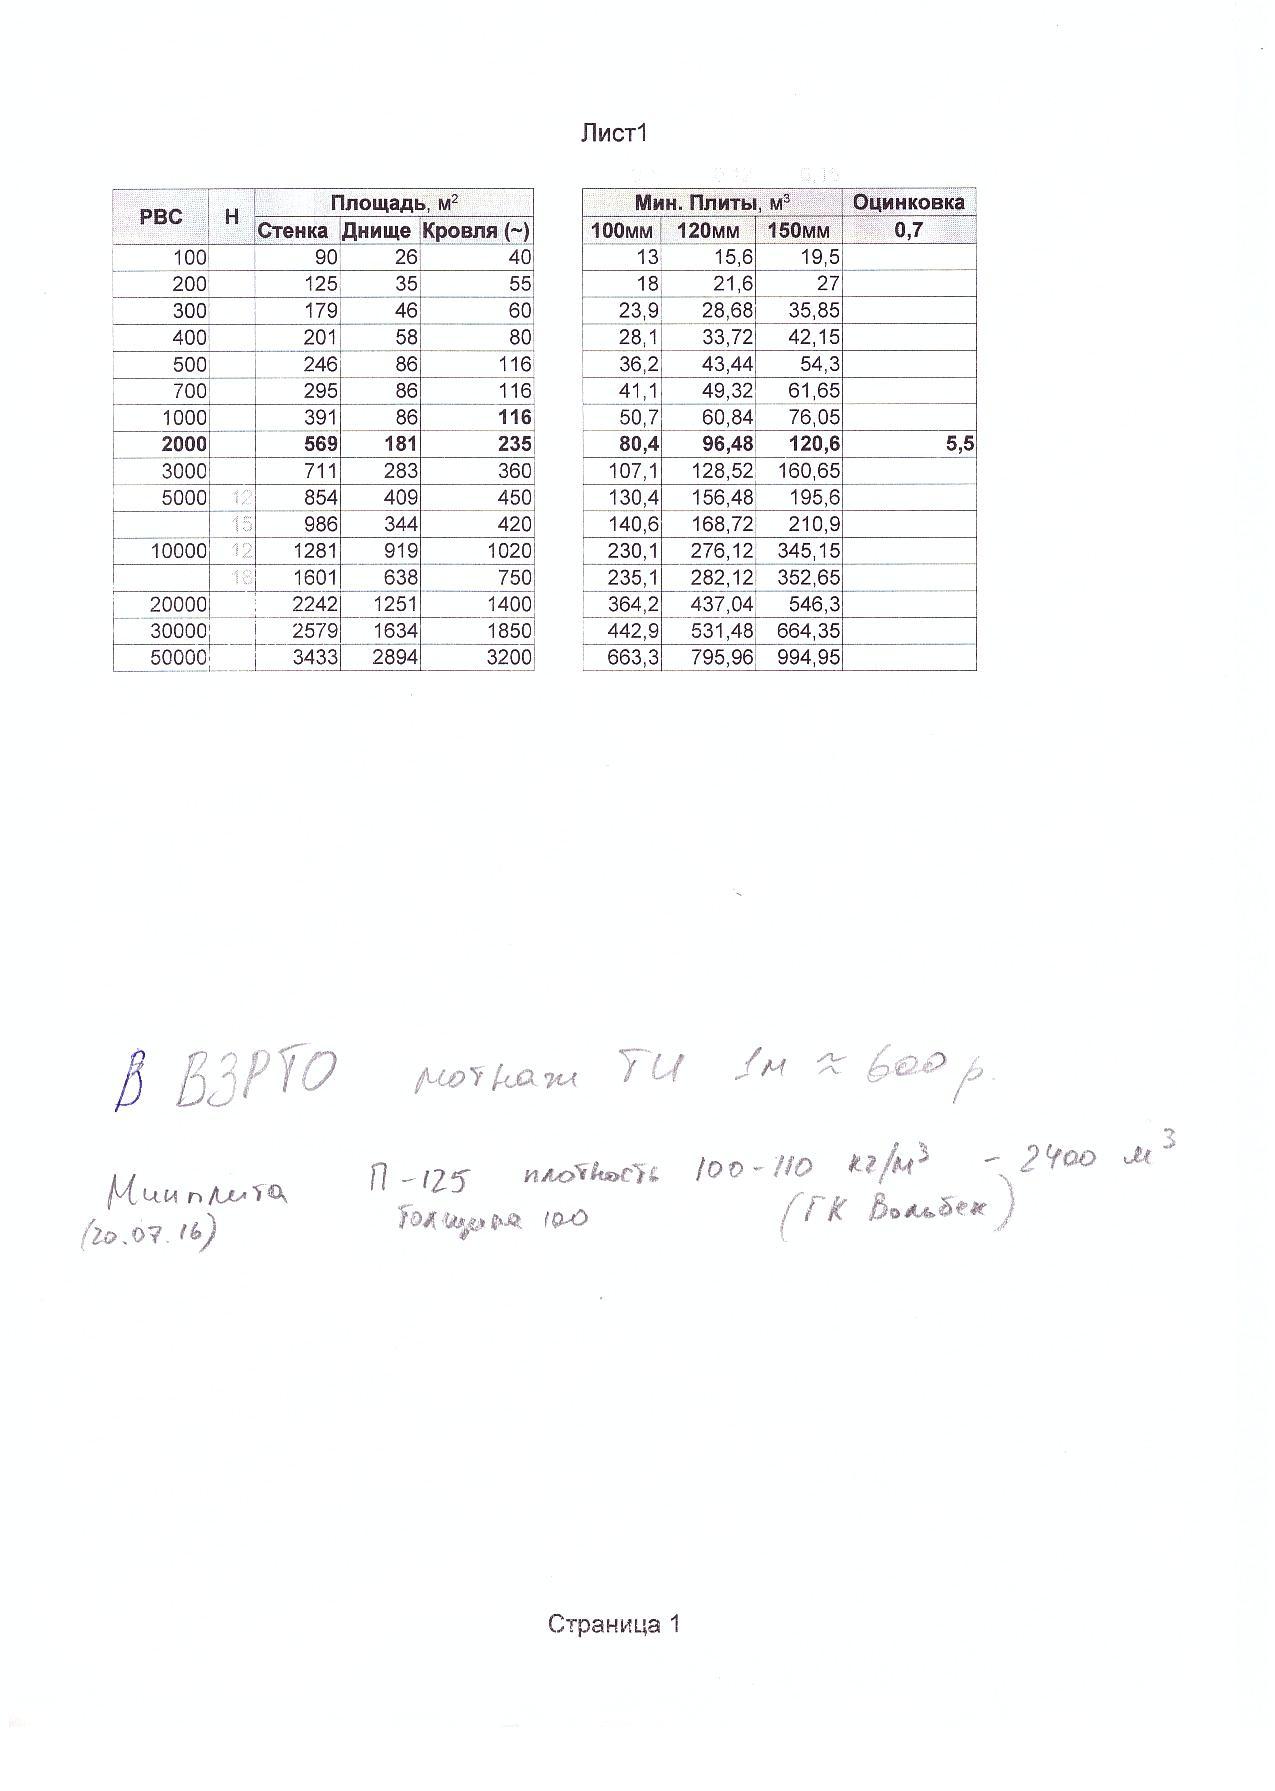 Лист1
0,12 0,15
РВС Н Площадь, м² Мин. Плиты, м³ Оцинковка
Стенка Днище Кровля (~) 100мм 120мм 150мм 0,7
100 90 26 40 13 15,6 19,5
200 125 35 55 18 21,6 27
300 179 46 60 23,9 28,68 35,85
400 201 58 80 28,1 33,72 42,15
500 246 86 116 36,2 43,44 54,3
700 295 86 116 41,1 49,32 61,65
1000 391 86 116 50,7 60,84 76,05
2000 569 181 235 80,4 96,48 120,6 5,5
3000 711 283 360 107,1 128,52 160,65
5000 12 854 409 450 130,4 156,48 195,6
15 986 344 420 140,6 168,72 210,9
10000 12 1281 919 1020 230,1 276,12 345,15
18 1601 638 750 235,1 282,12 352,65
20000 2242 1251 1400 364,2 437,04 546,3
30000 2579 1634 1850 442,9 531,48 664,35
50000 3433 2894 3200 663,3 795,96 994,95
В ВЗРТО монтаж ТИ 1м ≈ 600 р.
Минплита П-125 плотность 100-110 кг/м³ - 2400 м³
(20.07.16) толщина 100 (ГК Вольбек)
Страница 1